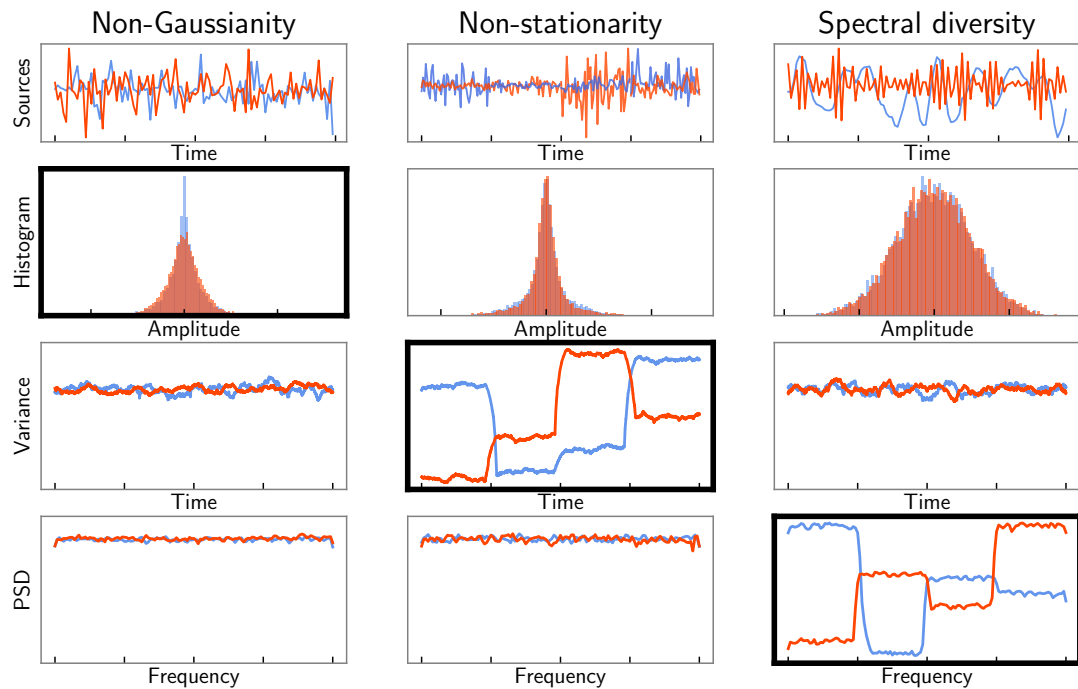 Non-Gaussianity Non-stationarity Spectral diversity
Sources
Time Time Time
Histogram
Amplitude Amplitude Amplitude
Variance
Time Time Time
PSD
Frequency Frequency Frequency